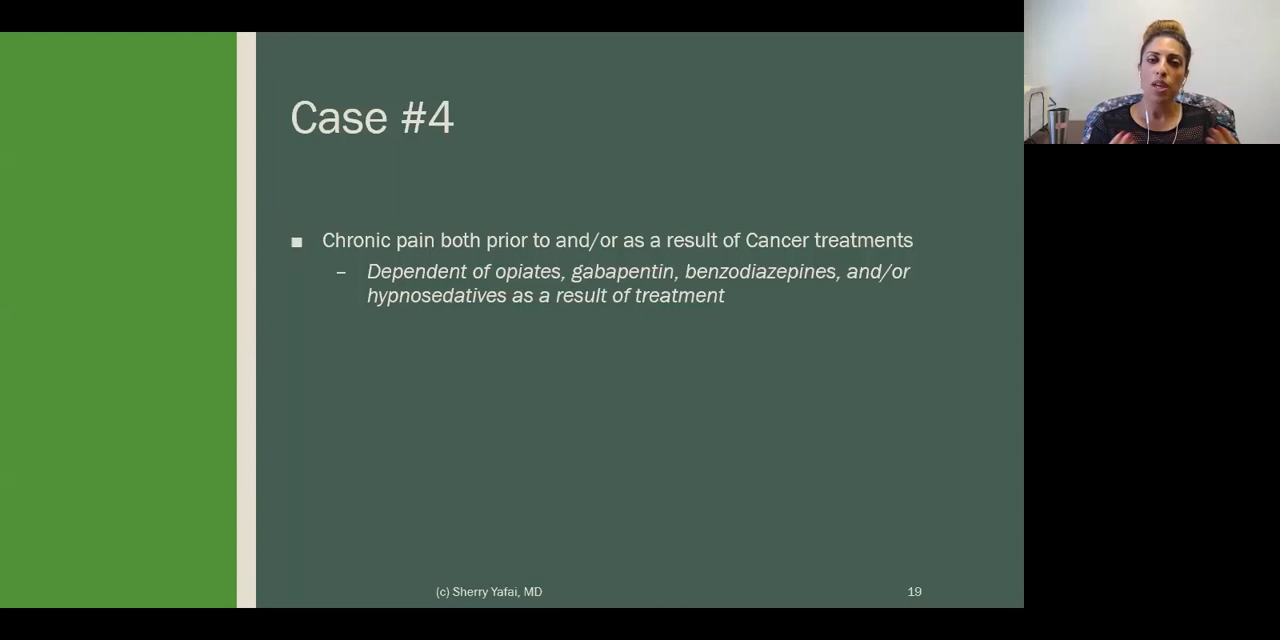 Case #4
■ Chronic pain both prior to and/or as a result of Cancer treatments
– Dependent of opiates, gabapentin, benzodiazepines, and/or
hypnosedatives as a result of treatment
(c) Sherry Yafai, MD
19